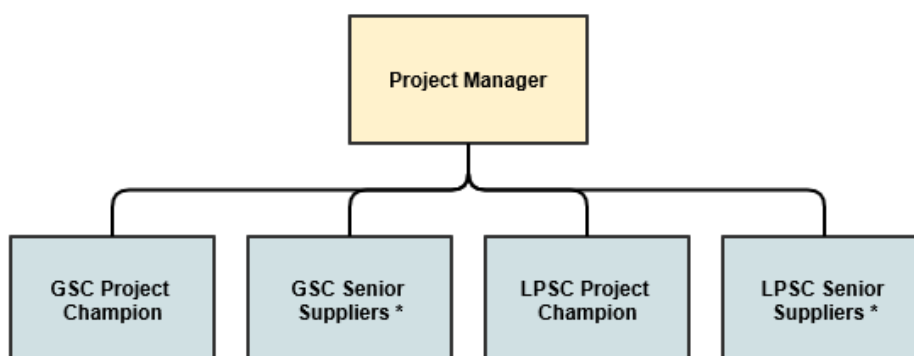 Project Manager
GSC Project
Champion
GSC Senior
Suppliers *
LPSC Project
Champion
LPSC Senior
Suppliers *